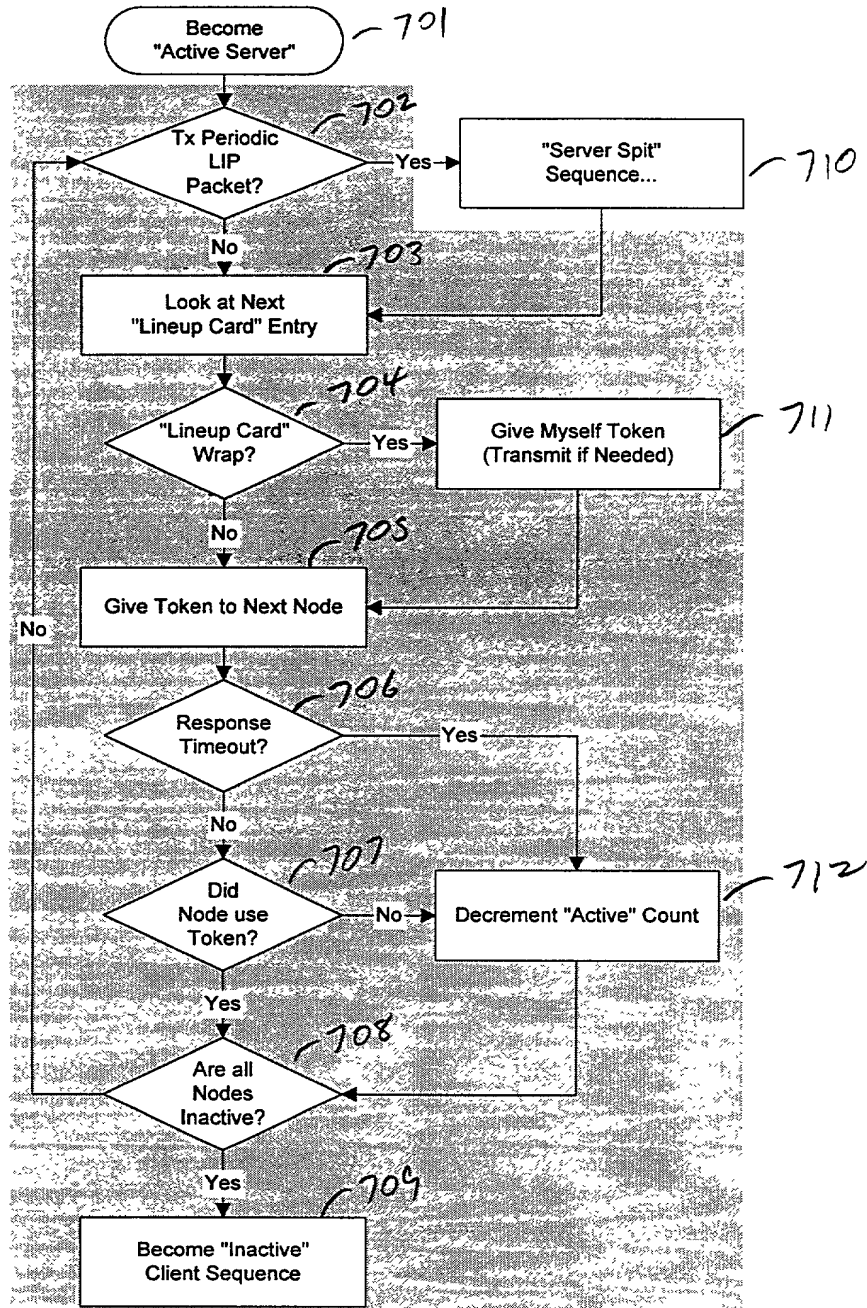 Become
"Active Server"
701
Tx Periodic
LIP
Packet?
702
Yes
"Server Spit"
Sequence...
710
No
703
Look at Next
"Lineup Card" Entry
704
"Lineup Card"
Wrap?
Yes
Give Myself Token
(Transmit if Needed)
711
No
705
Give Token to Next Node
No
706
Response
Timeout?
Yes
No
707
Did
Node use
Token?
No
Decrement "Active" Count
712
Yes
708
Are all
Nodes
Inactive?
Yes
709
Become "Inactive"
Client Sequence